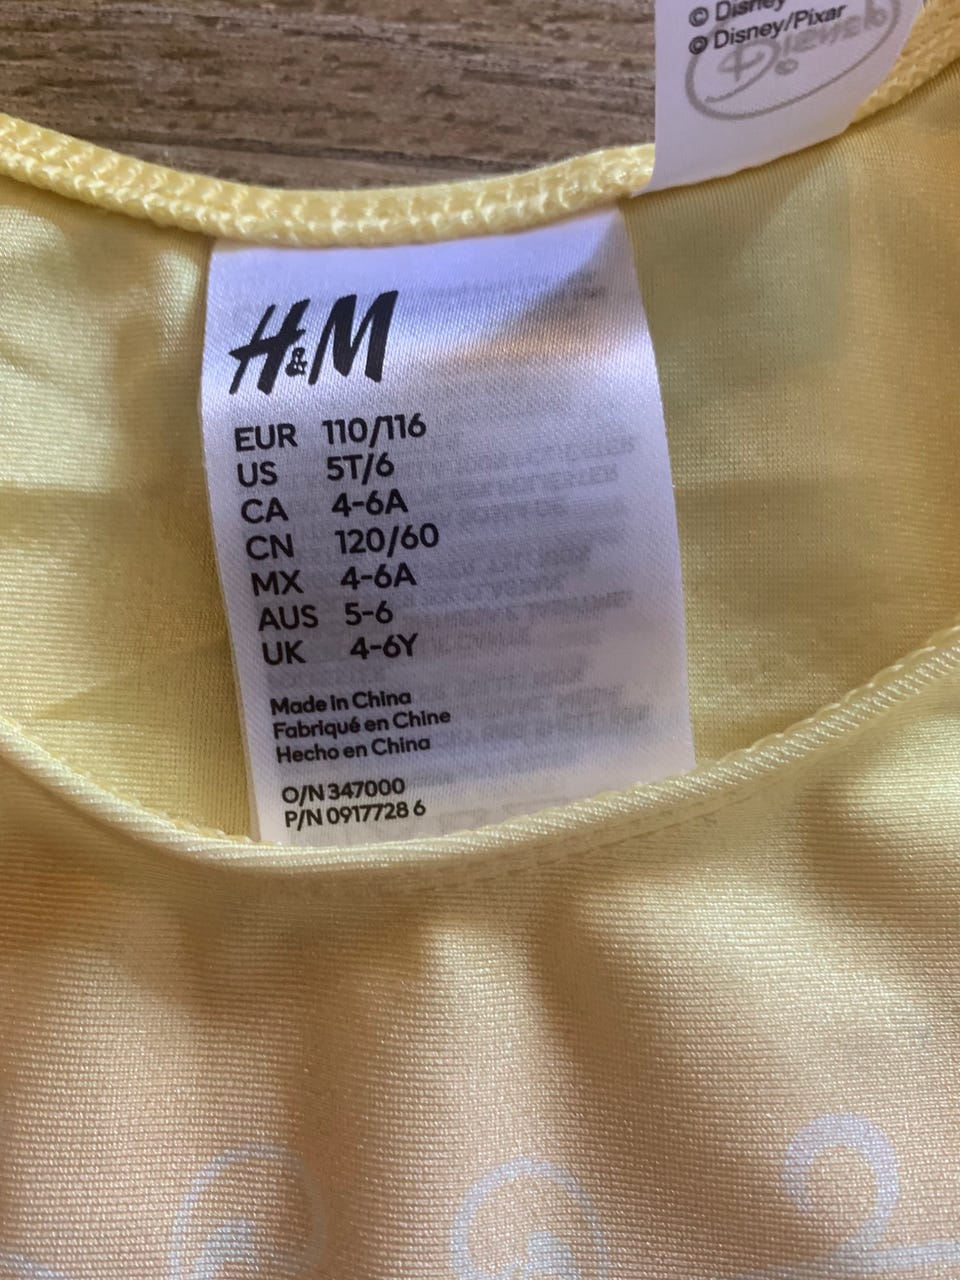 © Disney
© Disney/Pixar
Disney
H&M
EUR 110/116
US 5T/6
CA 4-6A
CN 120/60
MX 4-6A
AUS 5-6
UK 4-6Y
Made in China
Fabriqué en Chine
Hecho en China
O/N 347000
P/N 0917728 6